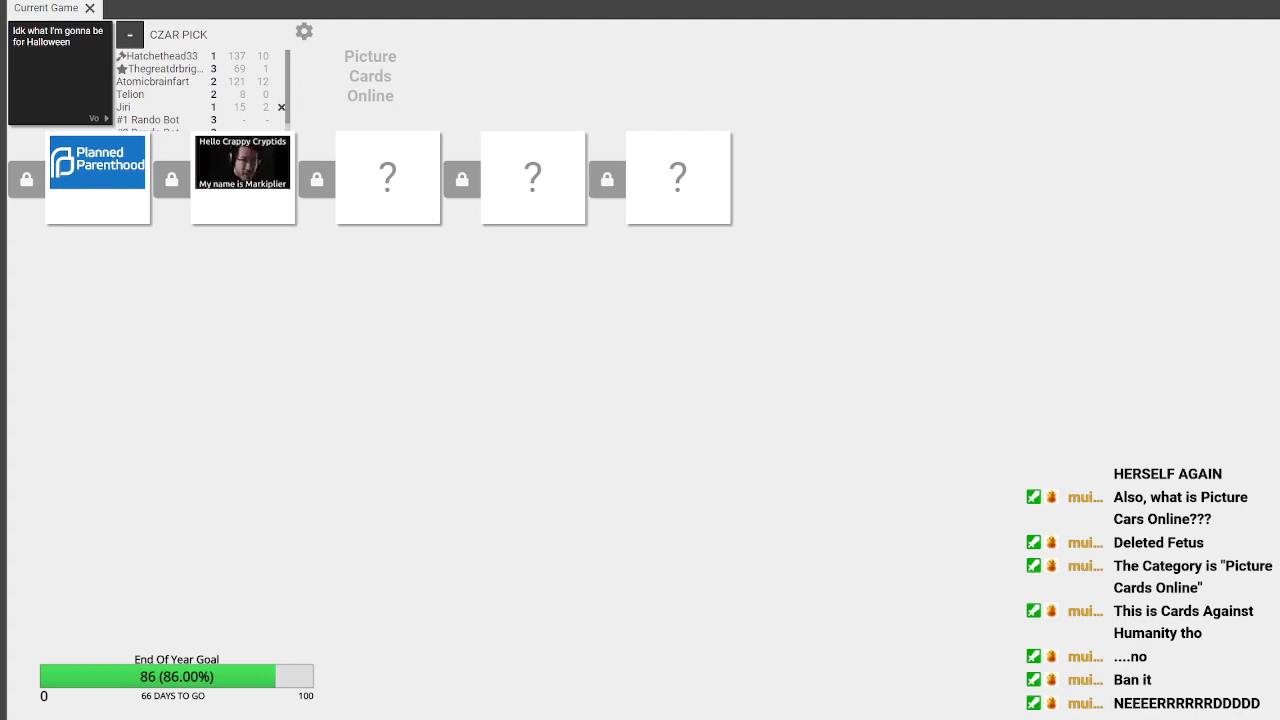 Current Game
Idk what I'm gonna be
for Halloween
Vo
-
CZAR PICK
Hatchethead33 1 137 10
Thegreatdrbrig... 3 69 1
Atomicbrainfart 2 121 12
Telion 2 8 0
Jiri 1 15 2
#1 Rando Bot 3 - -
Picture
Cards
Online
Planned
Parenthood
Hello Crappy Cryptids
My name is Markiplier
?
?
?
HERSELF AGAIN
mui... Also, what is Picture
Cars Online???
mui... Deleted Fetus
mui... The Category is "Picture
Cards Online"
mui... This is Cards Against
Humanity tho
mui... ....no
mui... Ban it
mui... NEEERRRRRRDDDDD
End Of Year Goal
86 (86.00%)
0 66 DAYS TO GO 100